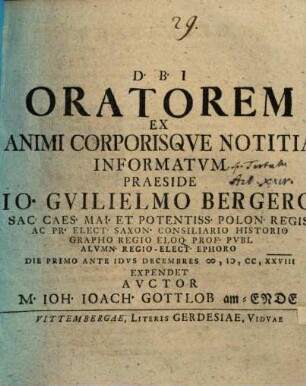 29.
D. B. I
ORATOREM
EX
ANIMI CORPORISQVE NOTITIA
INFORMATVM
PRAESIDE
IO. GVILIELMO BERGERO
SAC. CAES. MAI. ET POTENTISS. POLON. REGIS
AC PR. ELECT. SAXON. CONSILIARIO HISTORIO
GRAPHO REGIO ELOQ. PROF. PVBL.
ALVMN. REGIO-ELECT. EPHORO
DIE PRIMO ANTE IDVS DECEMBRES ∞, IↃ, CC, XXVIII
EXPENDET
AVCTOR
M. IOH. IOACH. GOTTLOB am-ENDE
VITTEMBERGAE, LITERIS GERDESIAE, VIDVAE